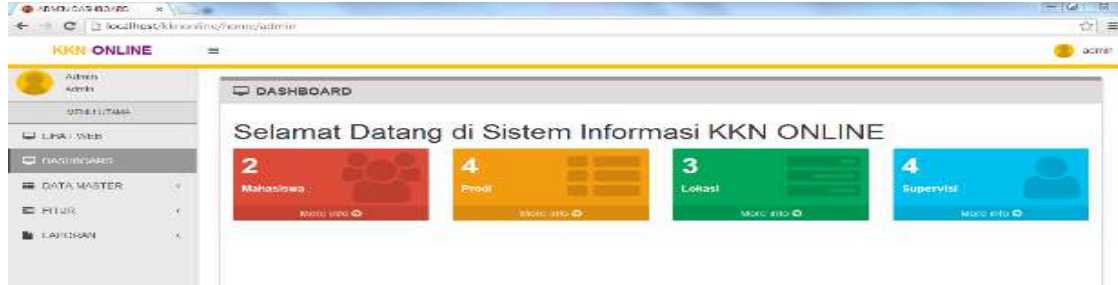 ADMIN DASHBOARD
localhost/kknonline/home/admin
KKN ONLINE
admin
Admin
Admin
MENU UTAMA
LIHAT WEB
DASHBOARD
DATA MASTER
FITUR
LAPORAN
DASHBOARD
Selamat Datang di Sistem Informasi KKN ONLINE
2
Mahasiswa
More info
4
Prodi
More info
3
Lokasi
More info
4
Supervisi
More info